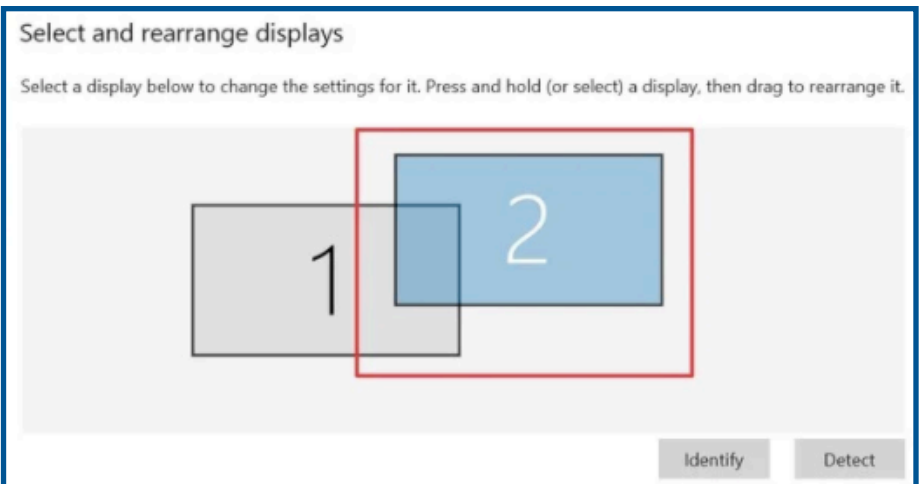 Select and rearrange displays
Select a display below to change the settings for it. Press and hold (or select) a display, then drag to rearrange it.
1
2
Identify
Detect